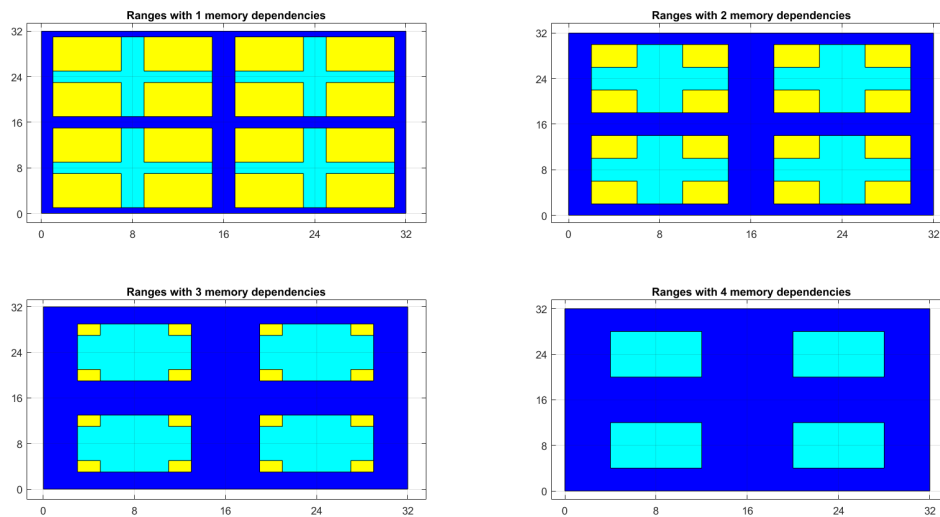 Ranges with 1 memory dependencies
32
24
16
8
0
0 8 16 24 32
Ranges with 2 memory dependencies
32
24
16
8
0
0 8 16 24 32
Ranges with 3 memory dependencies
32
24
16
8
0
0 8 16 24 32
Ranges with 4 memory dependencies
32
24
16
8
0
0 8 16 24 32